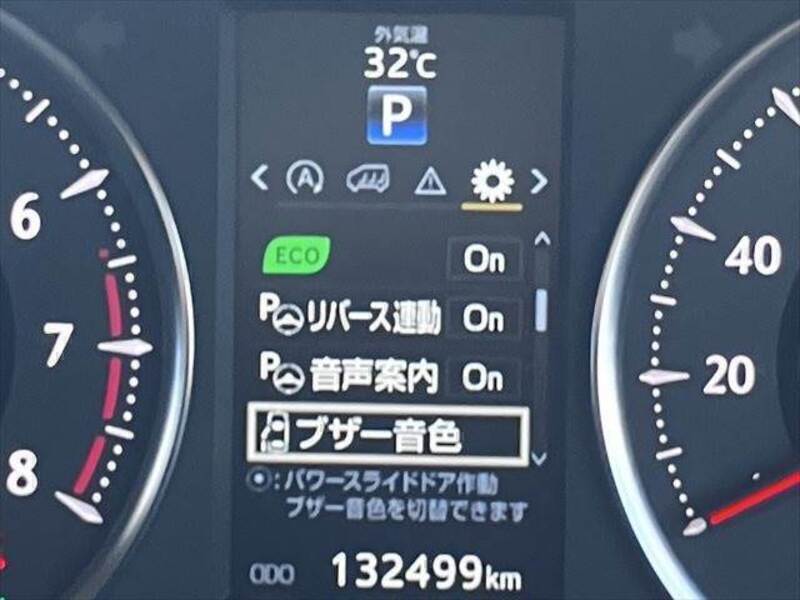 外気温
32℃
P
A
ECO On
Pリバース連動 On
P音声案内 On
ブザー音色
:パワースライドドア作動
ブザー音色を切替できます
ODO 132499km
6
7
8
40
20